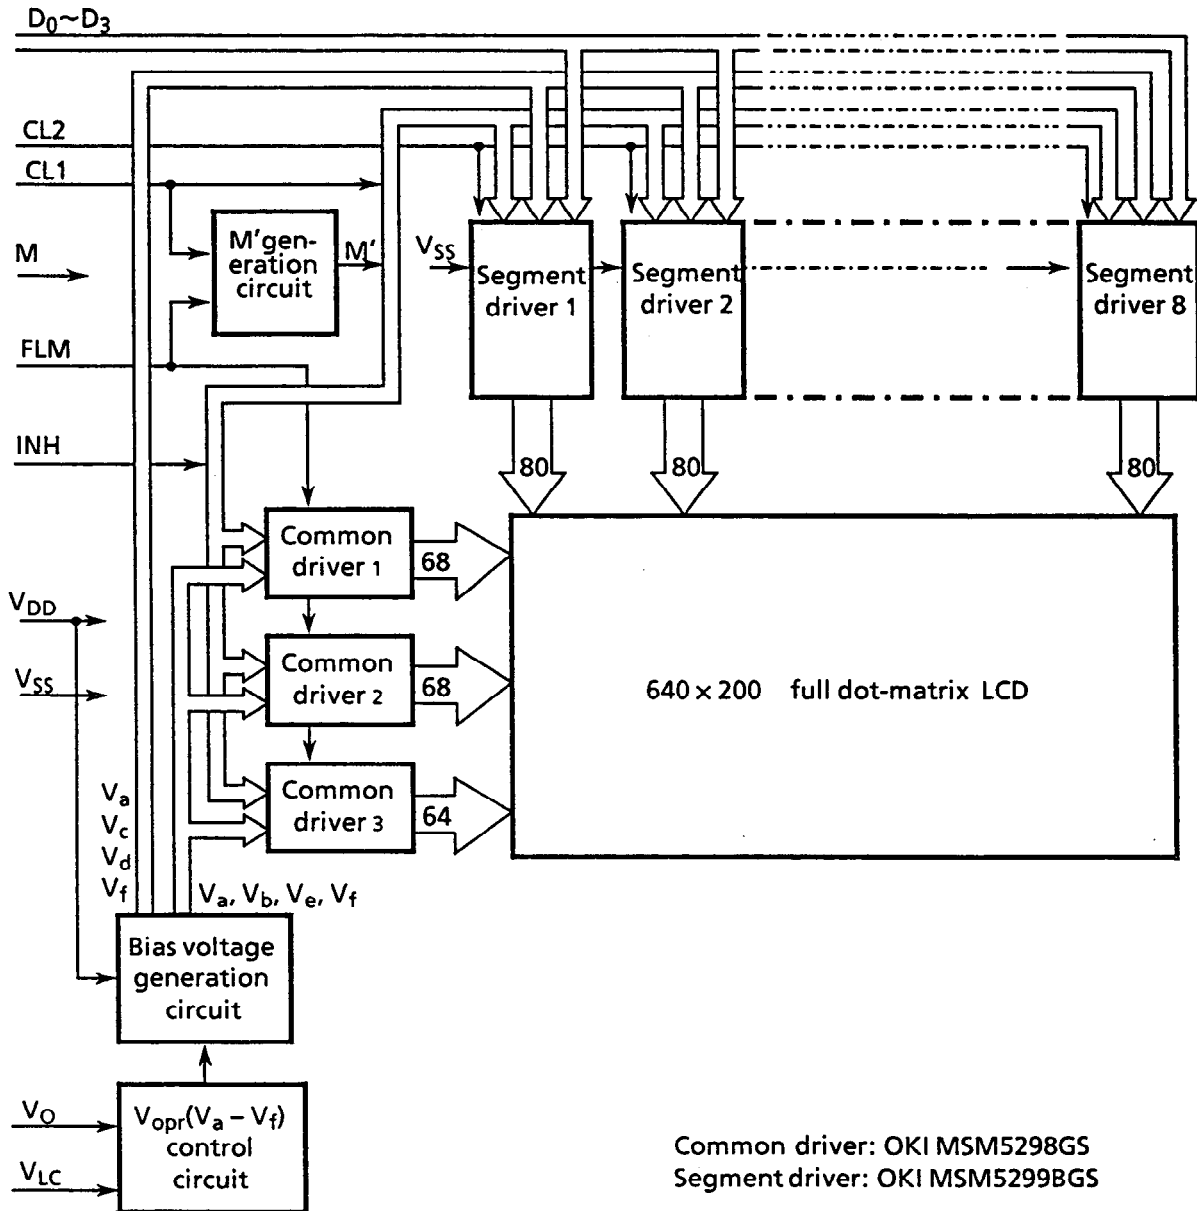 D0~D3
CL2
CL1
M
FLM
INH
M'gen-
eration
circuit
M'
VSS
Segment
driver 1
Segment
driver 2
Segment
driver 8
80
80
80
Common
driver 1
68
Common
driver 2
68
Common
driver 3
64
640 × 200 full dot-matrix LCD
VDD
VSS
Va
Vc
Vd
Vf
Va, Vb, Ve, Vf
Bias voltage
generation
circuit
VO
VLC
Vopr(Va – Vf)
control
circuit
Common driver: OKI MSM5298GS
Segment driver: OKI MSM5299BGS